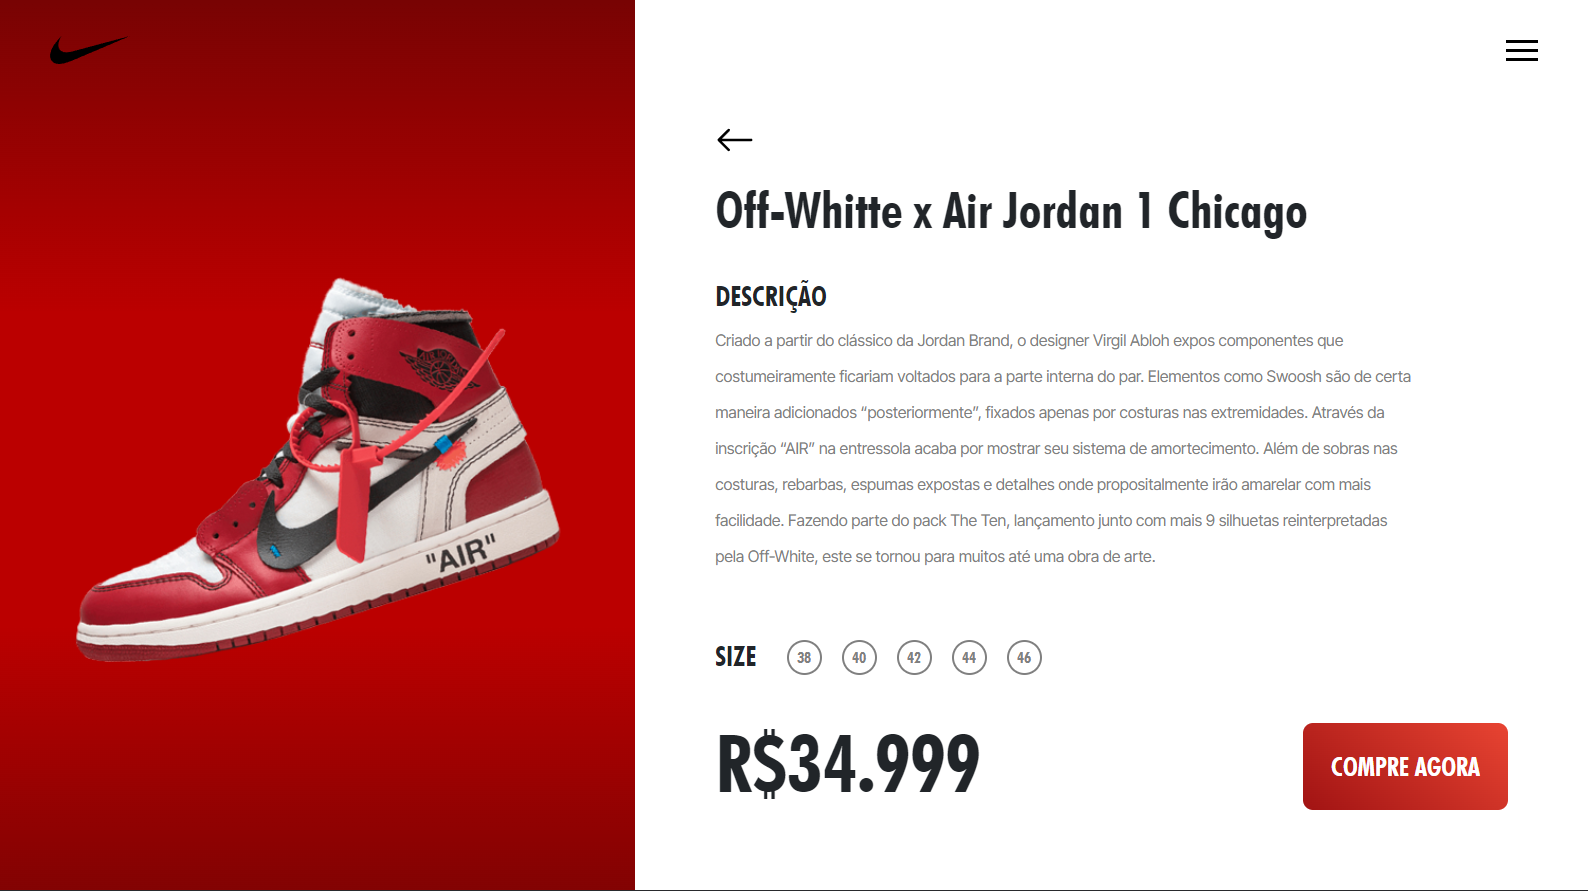 Off-Whitte x Air Jordan 1 Chicago
DESCRIÇÃO
Criado a partir do clássico da Jordan Brand, o designer Virgil Abloh expos componentes que
costumeiramente ficariam voltados para a parte interna do par. Elementos como Swoosh são de certa
maneira adicionados “posteriormente”, fixados apenas por costuras nas extremidades. Através da
inscrição “AIR” na entressola acaba por mostrar seu sistema de amortecimento. Além de sobras nas
costuras, rebarbas, espumas expostas e detalhes onde propositalmente irão amarelar com mais
facilidade. Fazendo parte do pack The Ten, lançamento junto com mais 9 silhuetas reinterpretadas
pela Off-White, este se tornou para muitos até uma obra de arte.
"AIR"
SIZE 38 40 42 44 46
R$34.999
COMPRE AGORA